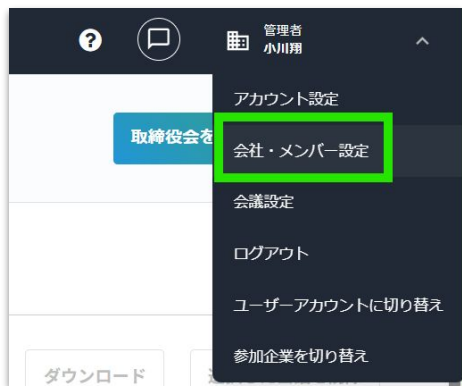 ?
管理者
小川翔
アカウント設定
取締役会を
会社・メンバー設定
会議設定
ログアウト
ユーザーアカウントに切り替え
参加企業を切り替え
ダウンロード